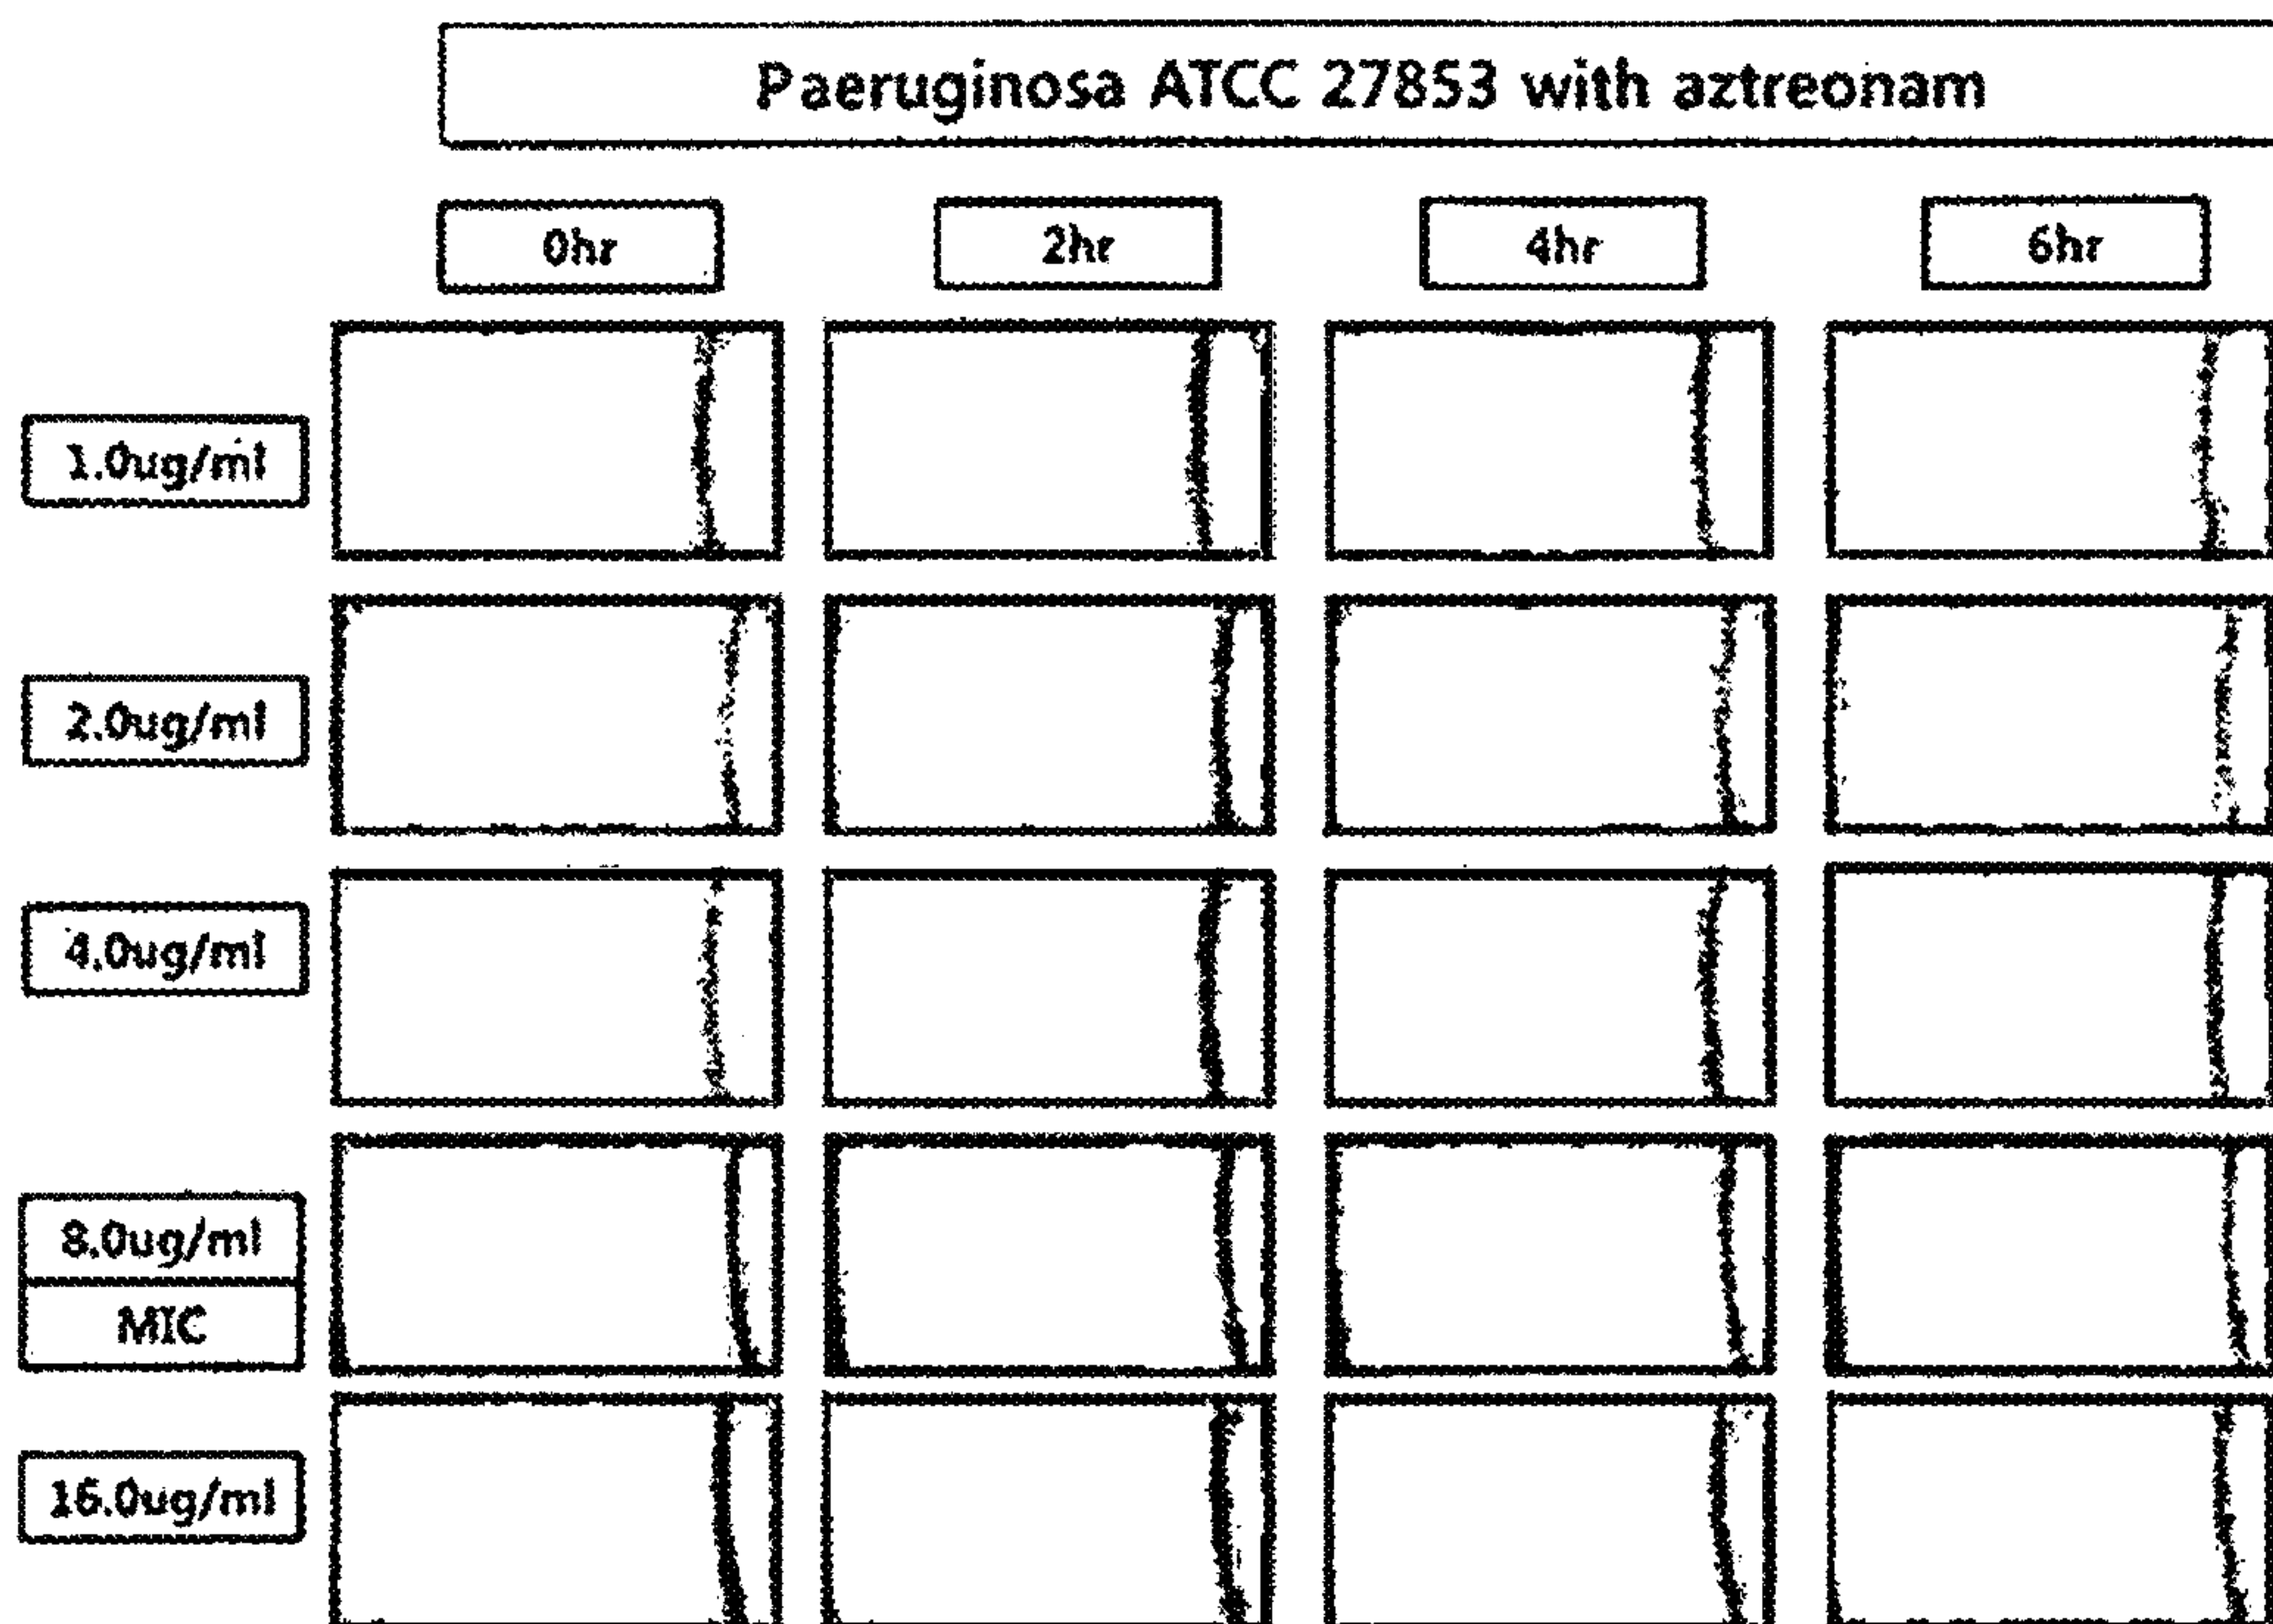 Paeruginosa ATCC 27853 with aztreonam
0hr 2hr 4hr 6hr
1.0ug/ml
2.0ug/ml
4.0ug/ml
8.0ug/ml
MIC
16.0ug/ml